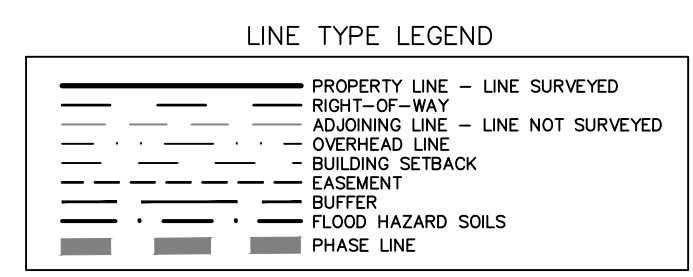 LINE TYPE LEGEND
PROPERTY LINE – LINE SURVEYED
RIGHT–OF–WAY
ADJOINING LINE – LINE NOT SURVEYED
OVERHEAD LINE
BUILDING SETBACK
EASEMENT
BUFFER
FLOOD HAZARD SOILS
PHASE LINE